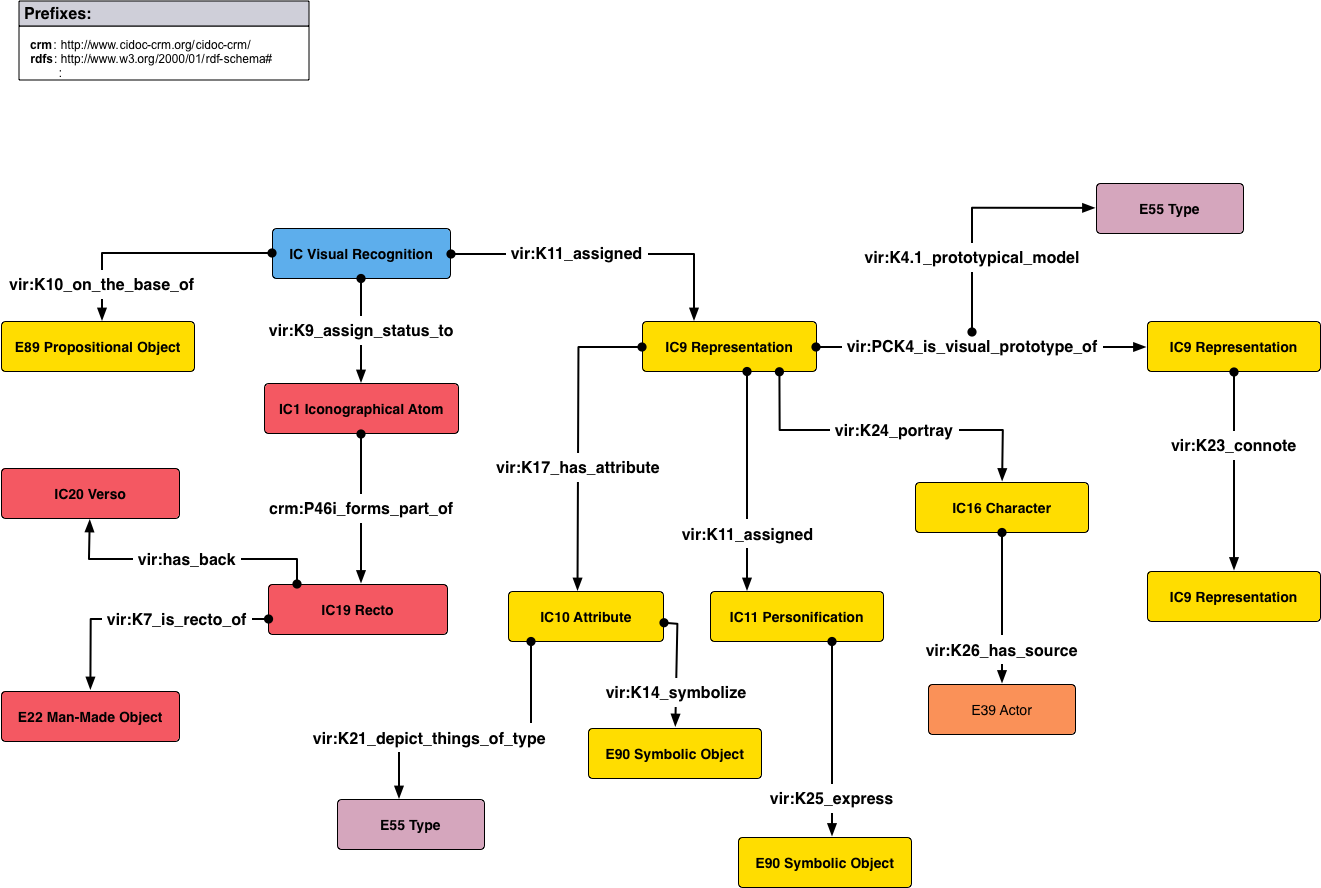 Prefixes:
crm: http://www.cidoc-crm.org/cidoc-crm/
rdfs: http://www.w3.org/2000/01/rdf-schema#
:
E55 Type
IC Visual Recognition
vir:K11_assigned
vir:K4.1_prototypical_model
vir:K10_on_the_base_of
vir:K9_assign_status_to
E89 Propositional Object
IC9 Representation
vir:PCK4_is_visual_prototype_of
IC9 Representation
IC1 Iconographical Atom
vir:K24_portray
vir:K23_connote
vir:K17_has_attribute
IC20 Verso
crm:P46i_forms_part_of
IC16 Character
vir:K11_assigned
vir:has_back
IC9 Representation
IC19 Recto
vir:K7_is_recto_of
IC10 Attribute
IC11 Personification
vir:K26_has_source
vir:K14_symbolize
E39 Actor
E22 Man-Made Object
vir:K21_depict_things_of_type
E90 Symbolic Object
vir:K25_express
E55 Type
E90 Symbolic Object